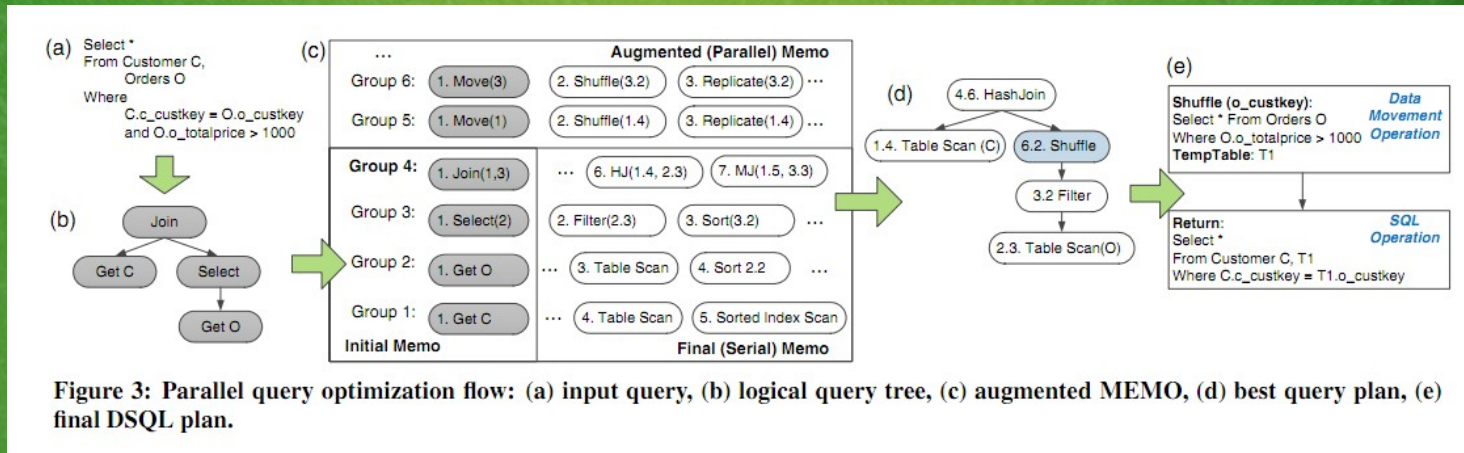 (a)
Select *
From Customer C,
Orders O
Where
C.c_custkey = O.o_custkey
and O.o_totalprice > 1000
(b)
Join
Get C
Select
Get O
(c)
... Augmented (Parallel) Memo
Group 6: 1. Move(3) 2. Shuffle(3.2) 3. Replicate(3.2) ...
Group 5: 1. Move(1) 2. Shuffle(1.4) 3. Replicate(1.4) ...
Group 4: 1. Join(1,3) ... 6. HJ(1.4, 2.3) 7. MJ(1.5, 3.3)
Group 3: 1. Select(2) 2. Filter(2.3) 3. Sort(3.2) ...
Group 2: 1. Get O ... 3. Table Scan 4. Sort 2.2 ...
Group 1: 1. Get C ... 4. Table Scan 5. Sorted Index Scan
Initial Memo Final (Serial) Memo
(d)
4.6. HashJoin
1.4. Table Scan (C) 6.2. Shuffle
3.2 Filter
2.3. Table Scan(O)
(e)
Shuffle (o_custkey):
Select * From Orders O
Where O.o_totalprice > 1000
TempTable: T1
Data
Movement
Operation
Return:
Select *
From Customer C, T1
Where C.c_custkey = T1.o_custkey
SQL
Operation
Figure 3: Parallel query optimization flow: (a) input query, (b) logical query tree, (c) augmented MEMO, (d) best query plan, (e)
final DSQL plan.